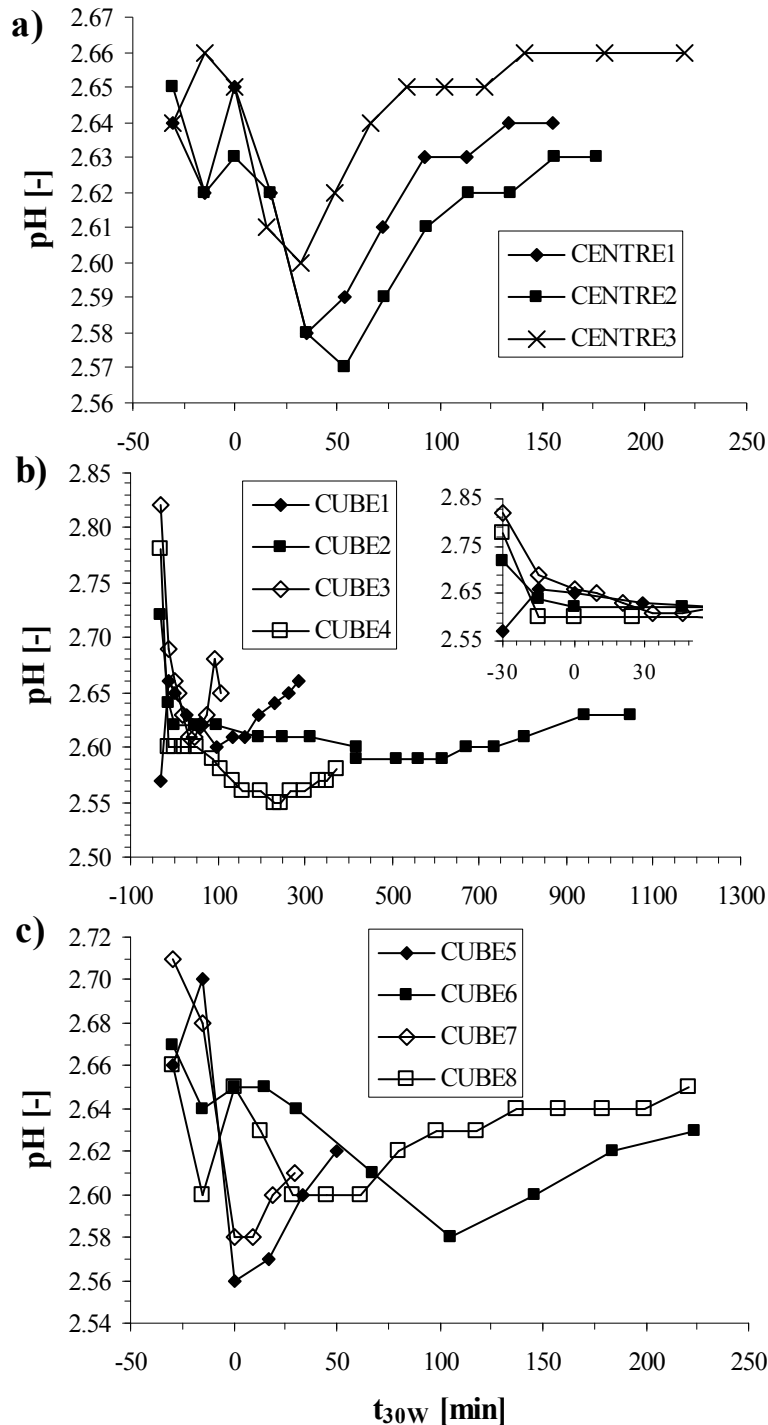 a)
2.67
2.66
2.65
2.64
2.63
2.62
2.61
2.60
2.59
2.58
2.57
2.56
pH [-]
CENTRE1
CENTRE2
CENTRE3
-50 0 50 100 150 200 250
b)
2.85
2.80
2.75
2.70
2.65
2.60
2.55
2.50
pH [-]
CUBE1
CUBE2
CUBE3
CUBE4
2.85
2.75
2.65
2.55
-30 0 30
-100 100 300 500 700 900 1100 1300
c)
2.72
2.70
2.68
2.66
2.64
2.62
2.60
2.58
2.56
2.54
pH [-]
CUBE5
CUBE6
CUBE7
CUBE8
-50 0 50 100 150 200 250
t30W [min]